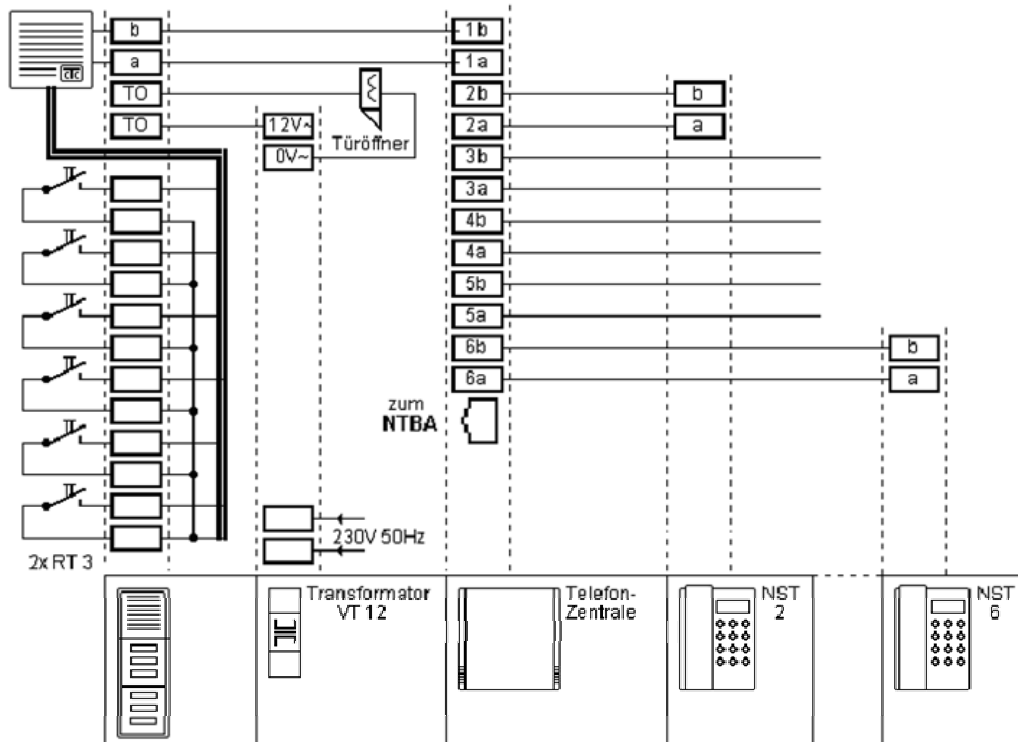 b
a
TO
TO
CTC
12V~
0V~
Türöffner
1b
1a
2b
2a
3b
3a
4b
4a
5b
5a
6b
6a
b
a
b
a
zum
NTBA
230V 50Hz
2x RT 3
Transformator
VT 12
Telefon-
Zentrale
NST
2
NST
6